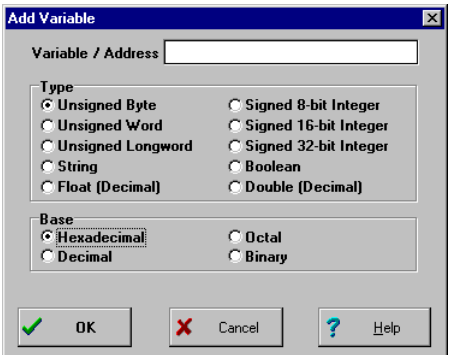 Add Variable
Variable / Address
Type
Unsigned Byte
Signed 8-bit Integer
Unsigned Word
Signed 16-bit Integer
Unsigned Longword
Signed 32-bit Integer
String
Boolean
Float (Decimal)
Double (Decimal)
Base
Hexadecimal
Octal
Decimal
Binary
OK
Cancel
Help